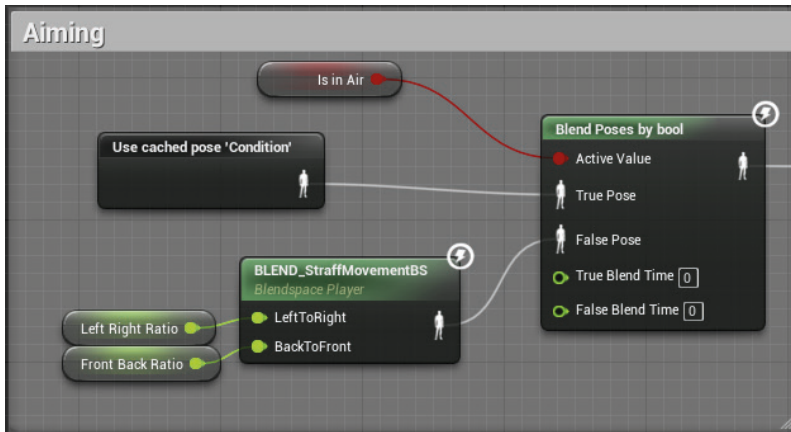 Aiming
Is in Air
Use cached pose 'Condition'
Blend Poses by bool
Active Value
True Pose
False Pose
True Blend Time 0
False Blend Time 0
BLEND_StraffMovementBS
Blendspace Player
LeftToRight
BackToFront
Left Right Ratio
Front Back Ratio